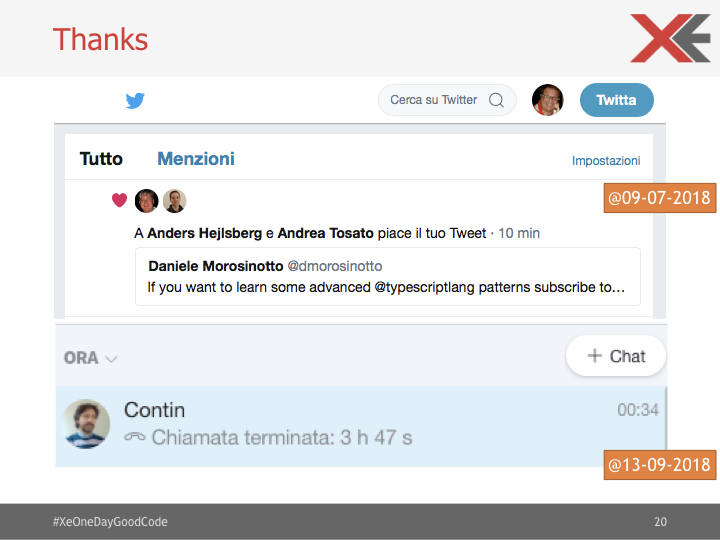 Thanks
XE
Cerca su Twitter
Twitta
Tutto Menzioni Impostazioni
@09-07-2018
A Anders Hejlsberg e Andrea Tosato piace il tuo Tweet · 10 min
Daniele Morosinotto @dmorosinotto
If you want to learn some advanced @typescriptlang patterns subscribe to…
ORA
+ Chat
Contin 00:34
Chiamata terminata: 3 h 47 s
@13-09-2018
#XeOneDayGoodCode 20